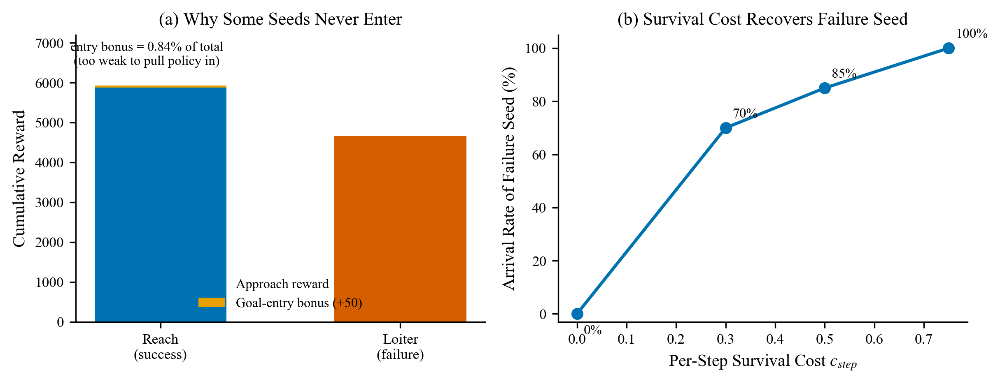 (a) Why Some Seeds Never Enter
entry bonus = 0.84% of total
(too weak to pull policy in)
7000
6000
5000
4000
3000
2000
1000
0
Cumulative Reward
Approach reward
Goal-entry bonus (+50)
Reach
(success)
Loiter
(failure)
(b) Survival Cost Recovers Failure Seed
100
80
60
40
20
0
Arrival Rate of Failure Seed (%)
0%
70%
85%
100%
0.0 0.1 0.2 0.3 0.4 0.5 0.6 0.7
Per-Step Survival Cost c_step